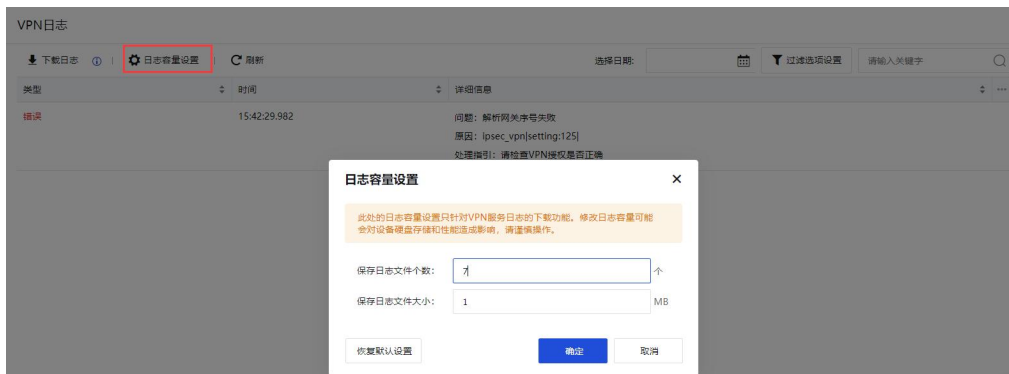 VPN日志
下载日志 | 日志容量设置 | 刷新 选择日期: 过滤选项设置 请输入关键字
类型 时间 详细信息
错误 15:42:29.982 问题：解析网关序号失败
原因：ipsec_vpn|setting:125|
处理指引：请检查VPN授权是否正确
日志容量设置
此处的日志容量设置只针对VPN服务日志的下载功能。修改日志容量可能
会对设备硬盘存储和性能造成影响，请谨慎操作。
保存日志文件个数： 7 个
保存日志文件大小： 1 MB
恢复默认设置 确定 取消